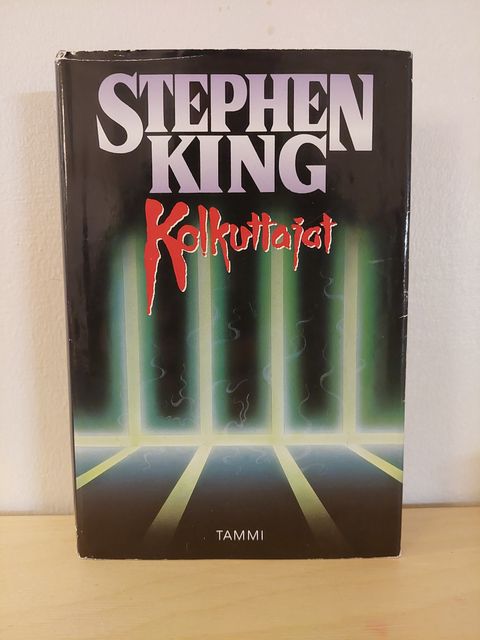 STEPHEN
KING
Kolkuttajat
TAMMI